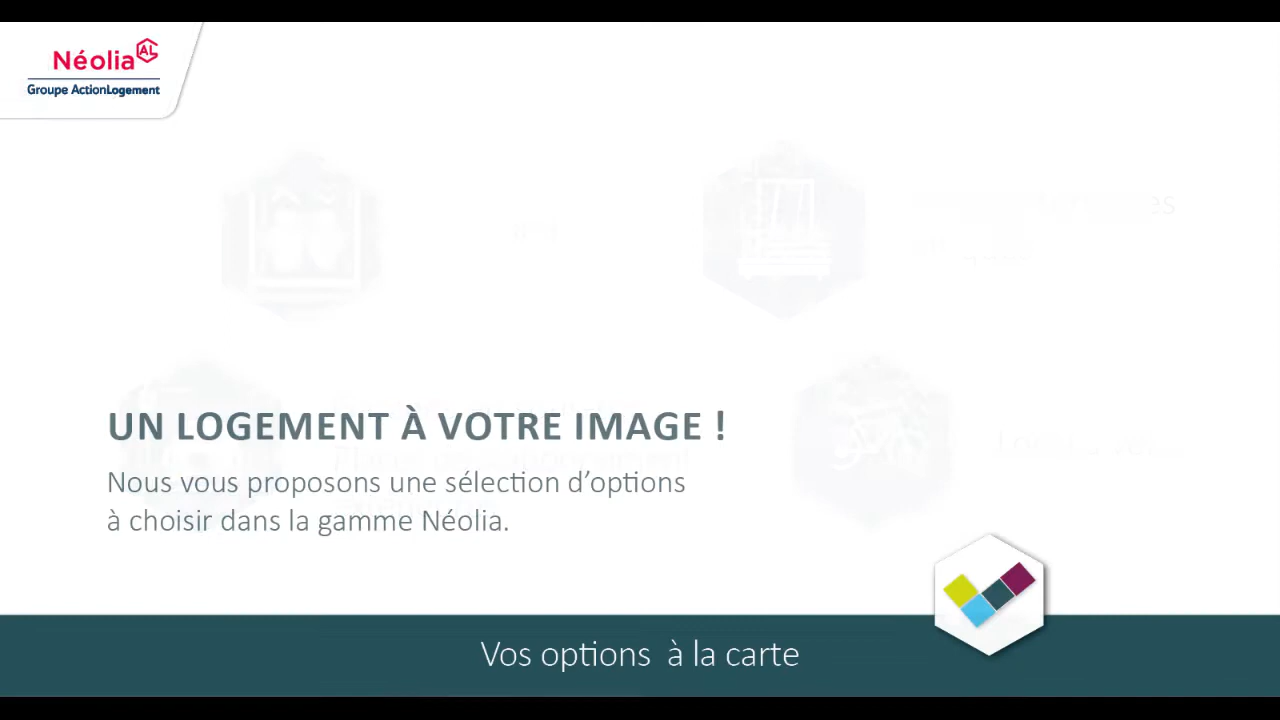 Néolia AL
Groupe ActionLogement
UN LOGEMENT À VOTRE IMAGE !
Nous vous proposons une sélection d’options
à choisir dans la gamme Néolia.
Vos options à la carte